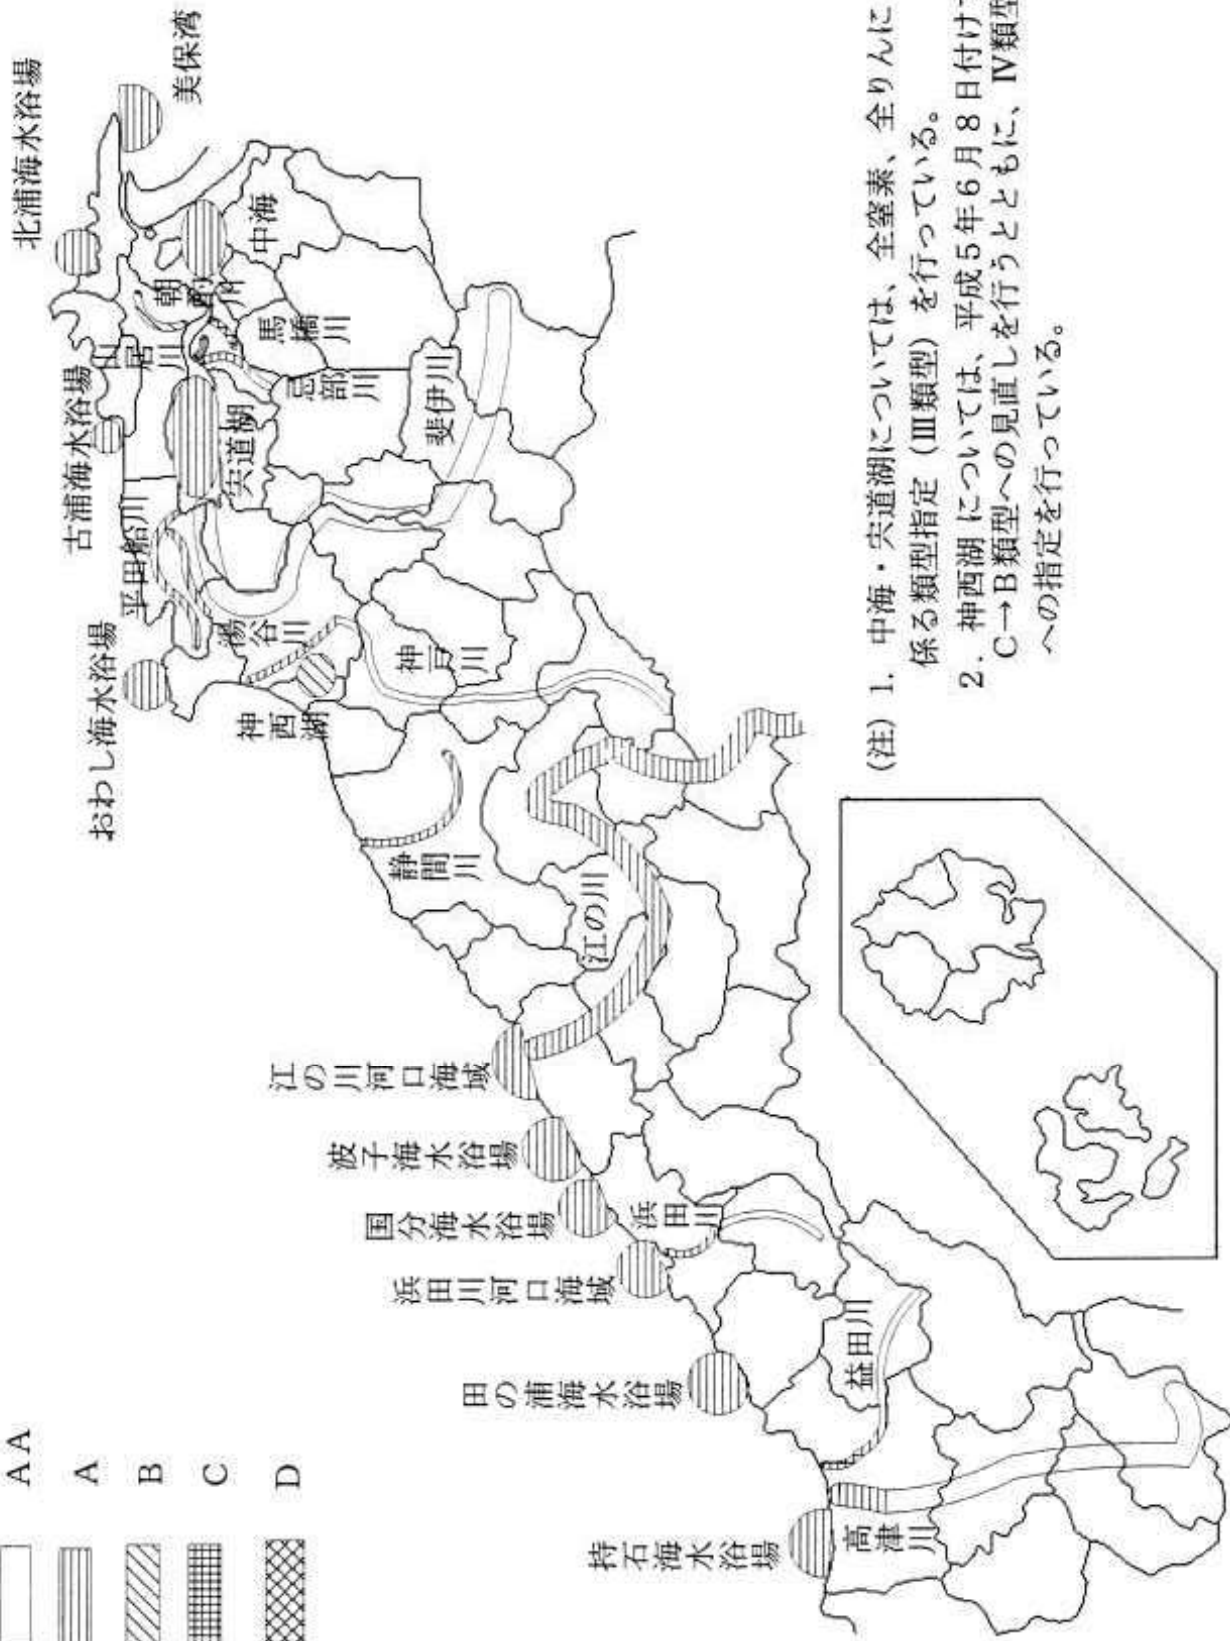 AA
A
B
C
D
北浦海水浴場
美保湾
古浦海水浴場
中海
朝酌川
馬橋川
忌部川
宍道湖
斐伊川
平田船川
湯谷川
おわし海水浴場
神西湖
神戸川
静間川
江の川
江の川河口海域
波子海水浴場
国分海水浴場
浜田川
浜田川河口海域
田の浦海水浴場
益田川
持石海水浴場
高津川
(注) 1. 中海・宍道湖については、全窒素、全りんに
係る類型指定 (Ⅲ類型) を行っている。
2. 神西湖については、平成5年6月8日付け
C→B類型への見直しを行うとともに、Ⅳ類型
への指定を行っている。